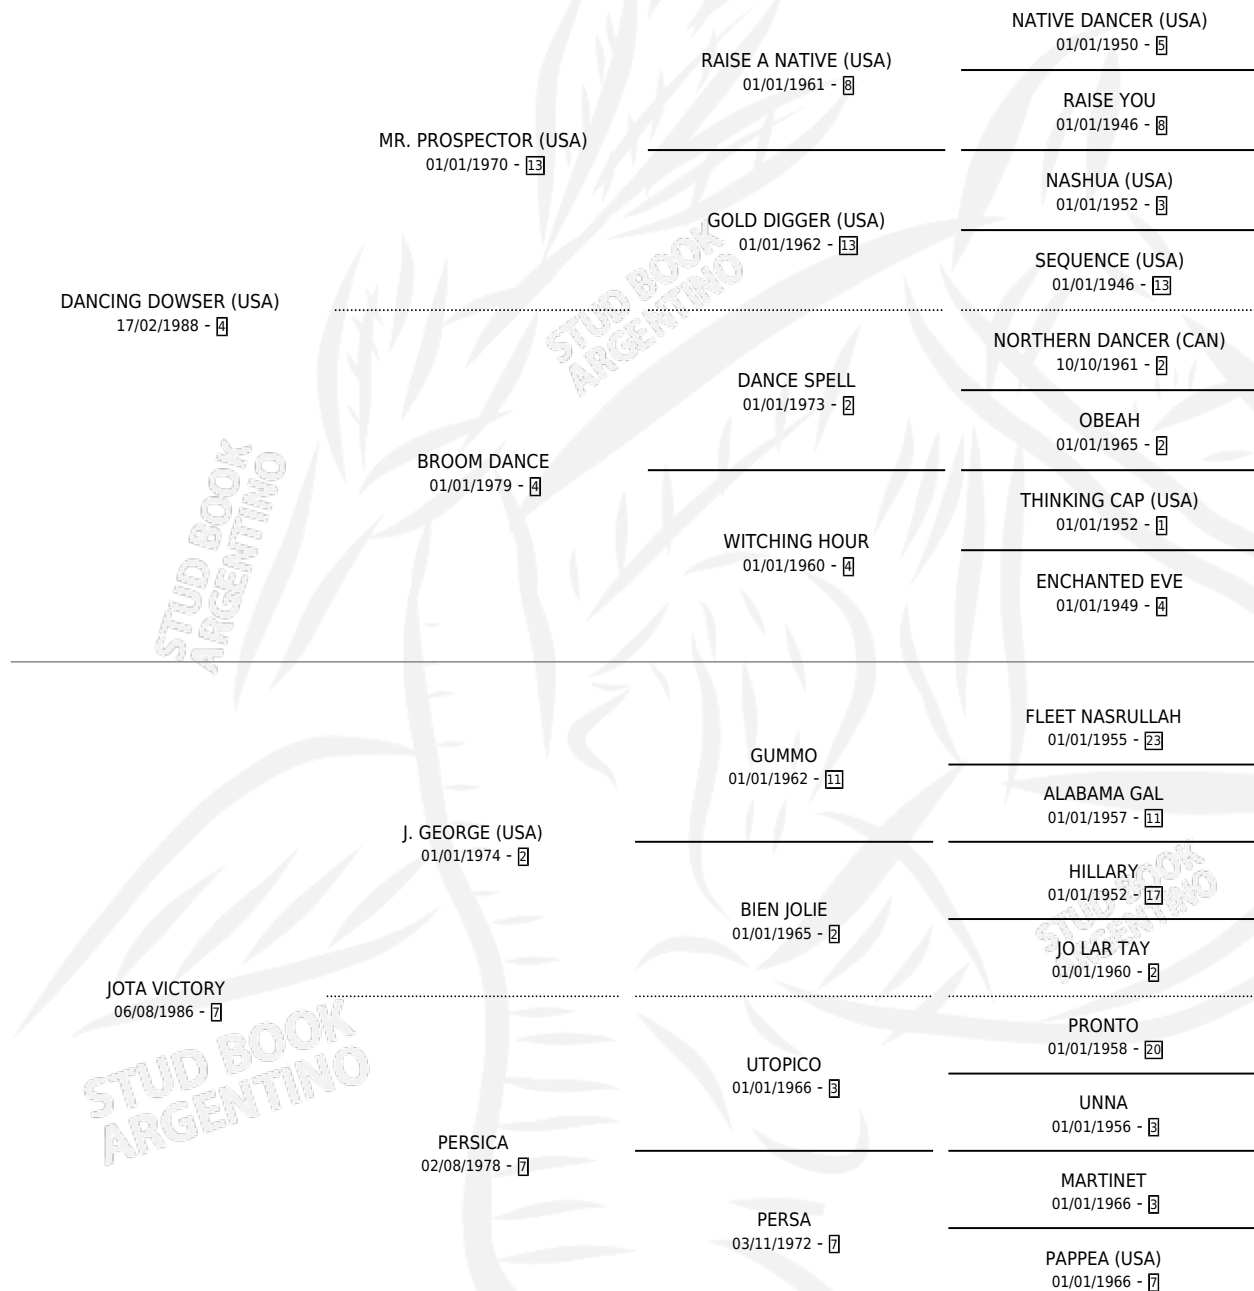 NATIVE DANCER (USA)
01/01/1950 - 5
RAISE A NATIVE (USA)
01/01/1961 - 8
RAISE YOU
01/01/1946 - 8
MR. PROSPECTOR (USA)
01/01/1970 - 13
NASHUA (USA)
01/01/1952 - 3
GOLD DIGGER (USA)
01/01/1962 - 13
SEQUENCE (USA)
01/01/1946 - 13
DANCING DOWSER (USA)
17/02/1988 - 4
NORTHERN DANCER (CAN)
10/10/1961 - 2
DANCE SPELL
01/01/1973 - 2
OBEAH
01/01/1965 - 2
BROOM DANCE
01/01/1979 - 4
THINKING CAP (USA)
01/01/1952 - 1
WITCHING HOUR
01/01/1960 - 4
ENCHANTED EVE
01/01/1949 - 4
FLEET NASRULLAH
01/01/1955 - 23
GUMMO
01/01/1962 - 11
ALABAMA GAL
01/01/1957 - 11
J. GEORGE (USA)
01/01/1974 - 2
HILLARY
01/01/1952 - 17
BIEN JOLIE
01/01/1965 - 2
JO LAR TAY
01/01/1960 - 2
JOTA VICTORY
06/08/1986 - 7
PRONTO
01/01/1958 - 20
UTOPICO
01/01/1966 - 3
UNNA
01/01/1956 - 3
PERSICA
02/08/1978 - 7
MARTINET
01/01/1966 - 3
PERSA
03/11/1972 - 7
PAPPEA (USA)
01/01/1966 - 7
STUD BOOK
ARGENTINO
STUD BOOK
ARGENTINO
STUD BOOK
ARGENTINO
STUD BOOK
ARGENTINO